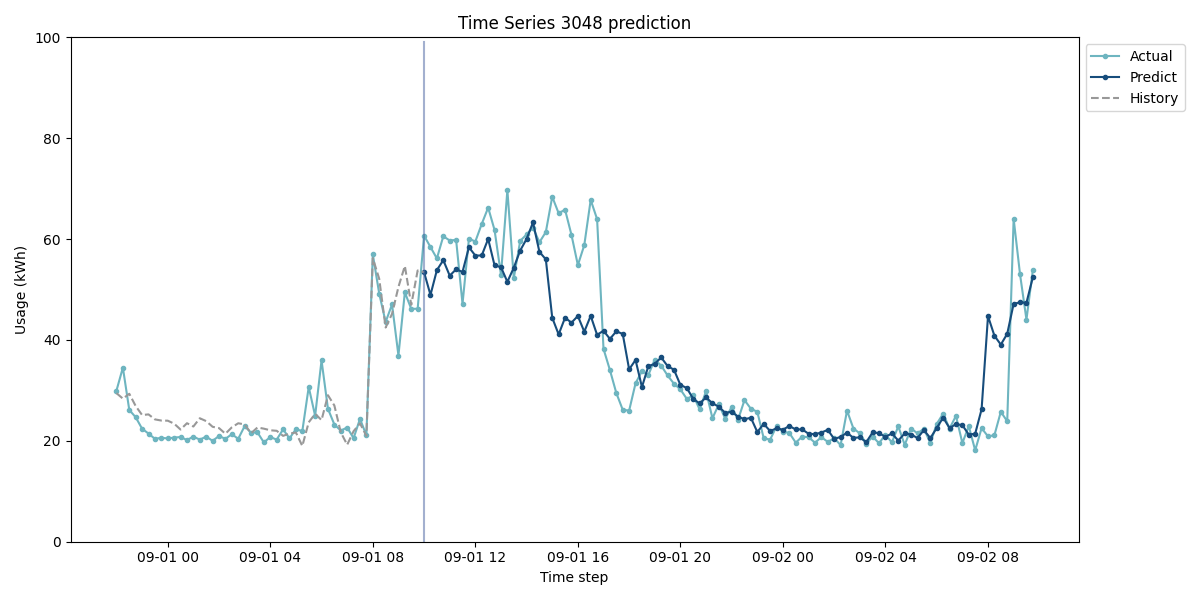 Time Series 3048 prediction
100
80
60
40
20
0
Usage (kWh)
09-01 00
09-01 04
09-01 08
09-01 12
09-01 16
09-01 20
09-02 00
09-02 04
09-02 08
Time step
Actual
Predict
History